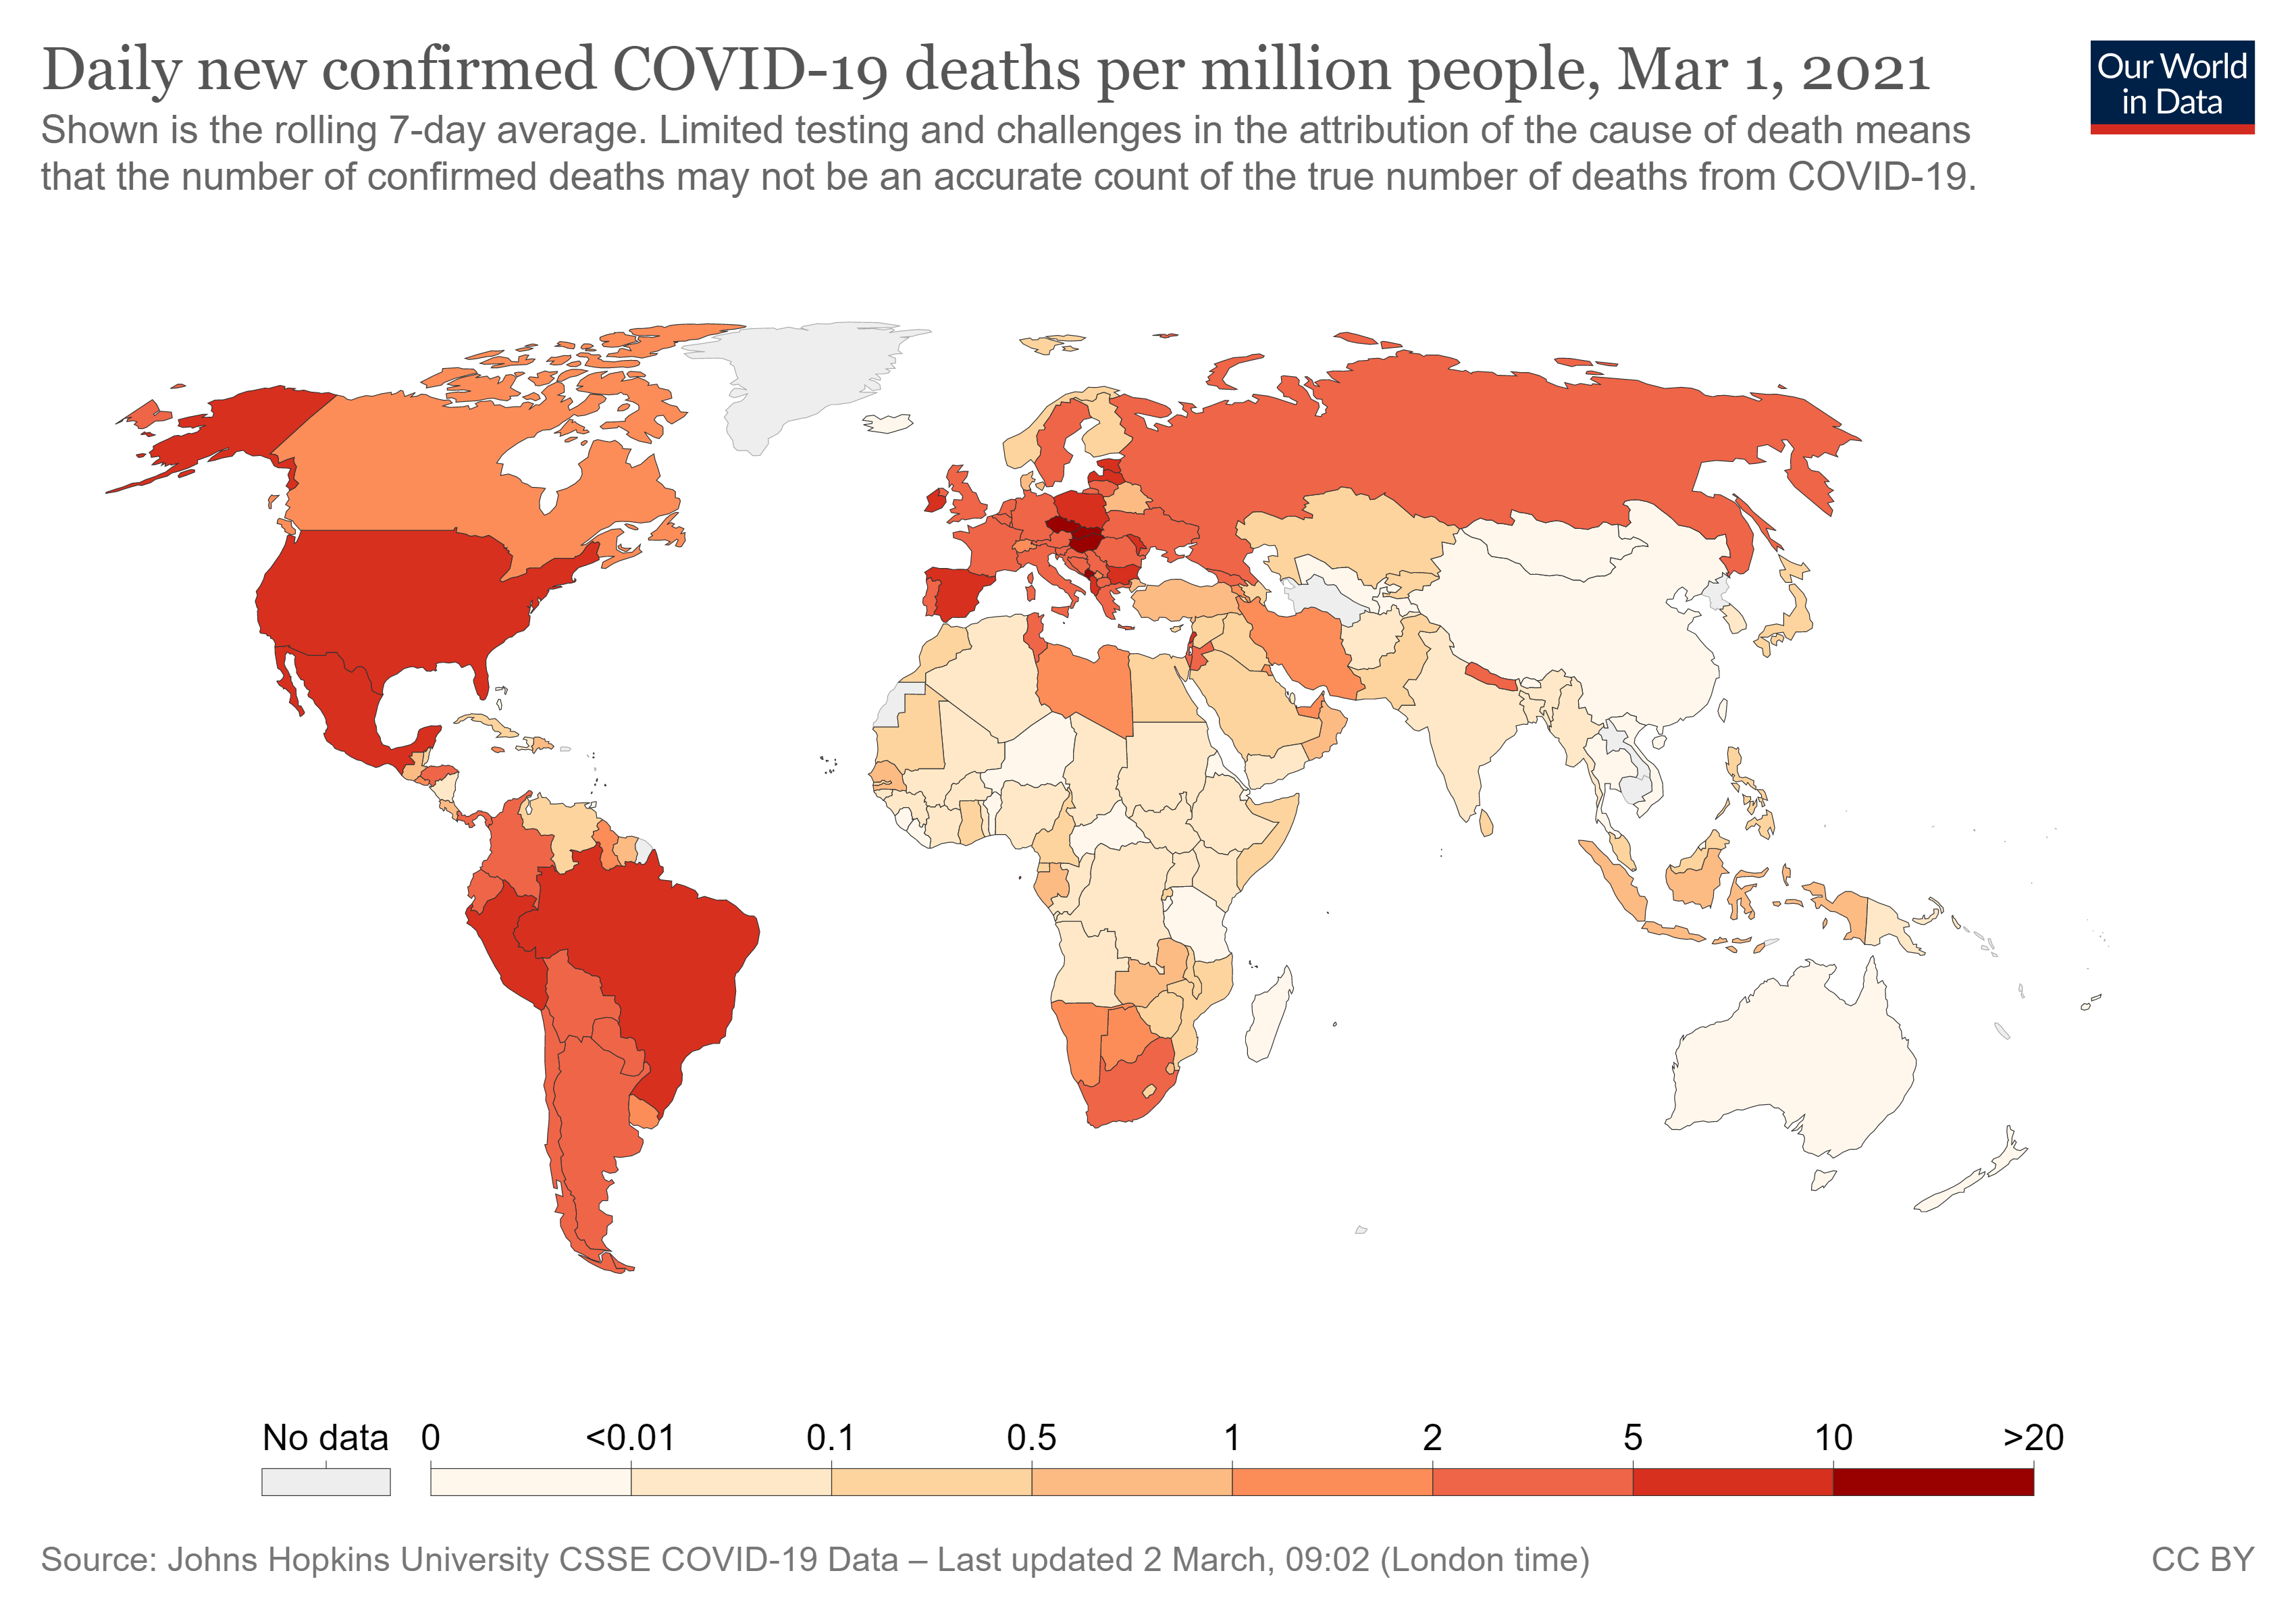 Daily new confirmed COVID-19 deaths per million people, Mar 1, 2021
Our World
in Data
Shown is the rolling 7-day average. Limited testing and challenges in the attribution of the cause of death means
that the number of confirmed deaths may not be an accurate count of the true number of deaths from COVID-19.
No data 0 <0.01 0.1 0.5 1 2 5 10 >20
Source: Johns Hopkins University CSSE COVID-19 Data – Last updated 2 March, 09:02 (London time) CC BY